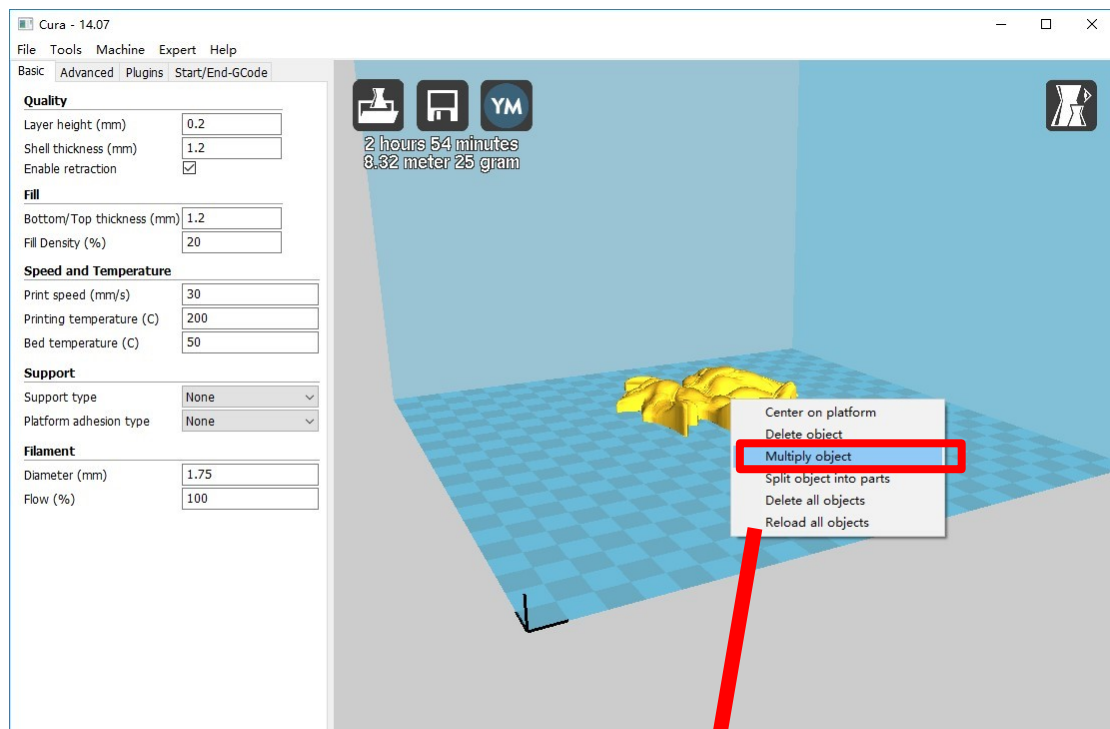 Cura - 14.07
File Tools Machine Expert Help
Basic Advanced Plugins Start/End-GCode
Quality
Layer height (mm) 0.2
Shell thickness (mm) 1.2
Enable retraction
Fill
Bottom/Top thickness (mm) 1.2
Fill Density (%) 20
Speed and Temperature
Print speed (mm/s) 30
Printing temperature (C) 200
Bed temperature (C) 50
Support
Support type None
Platform adhesion type None
Filament
Diameter (mm) 1.75
Flow (%) 100
YM
2 hours 54 minutes
8.32 meter 25 gram
Center on platform
Delete object
Multiply object
Split object into parts
Delete all objects
Reload all objects